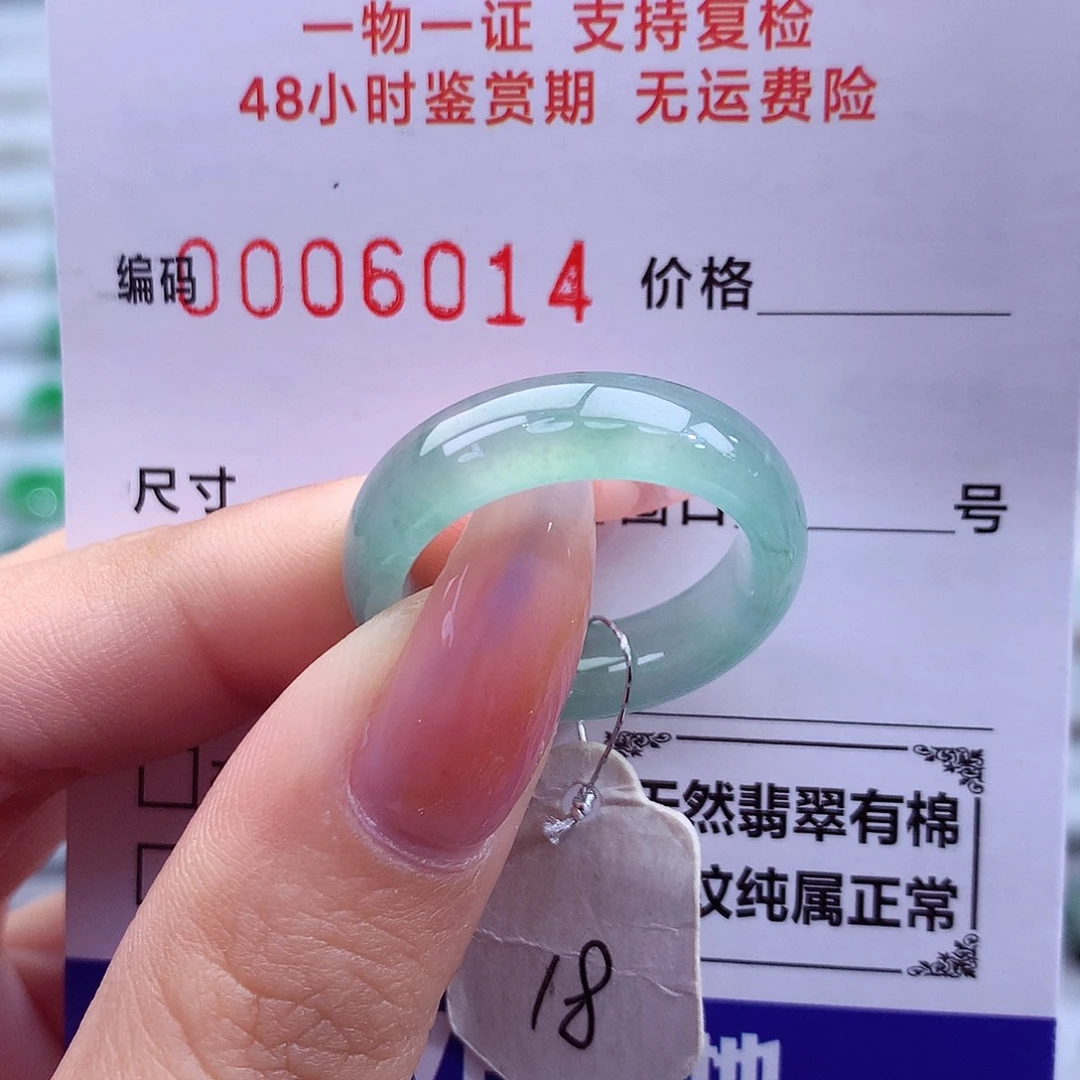 一物一证 支持复检
48小时鉴赏期 无运费险
编码0006014 价格
尺寸 号
然翡翠有棉
纹纯属正常
18